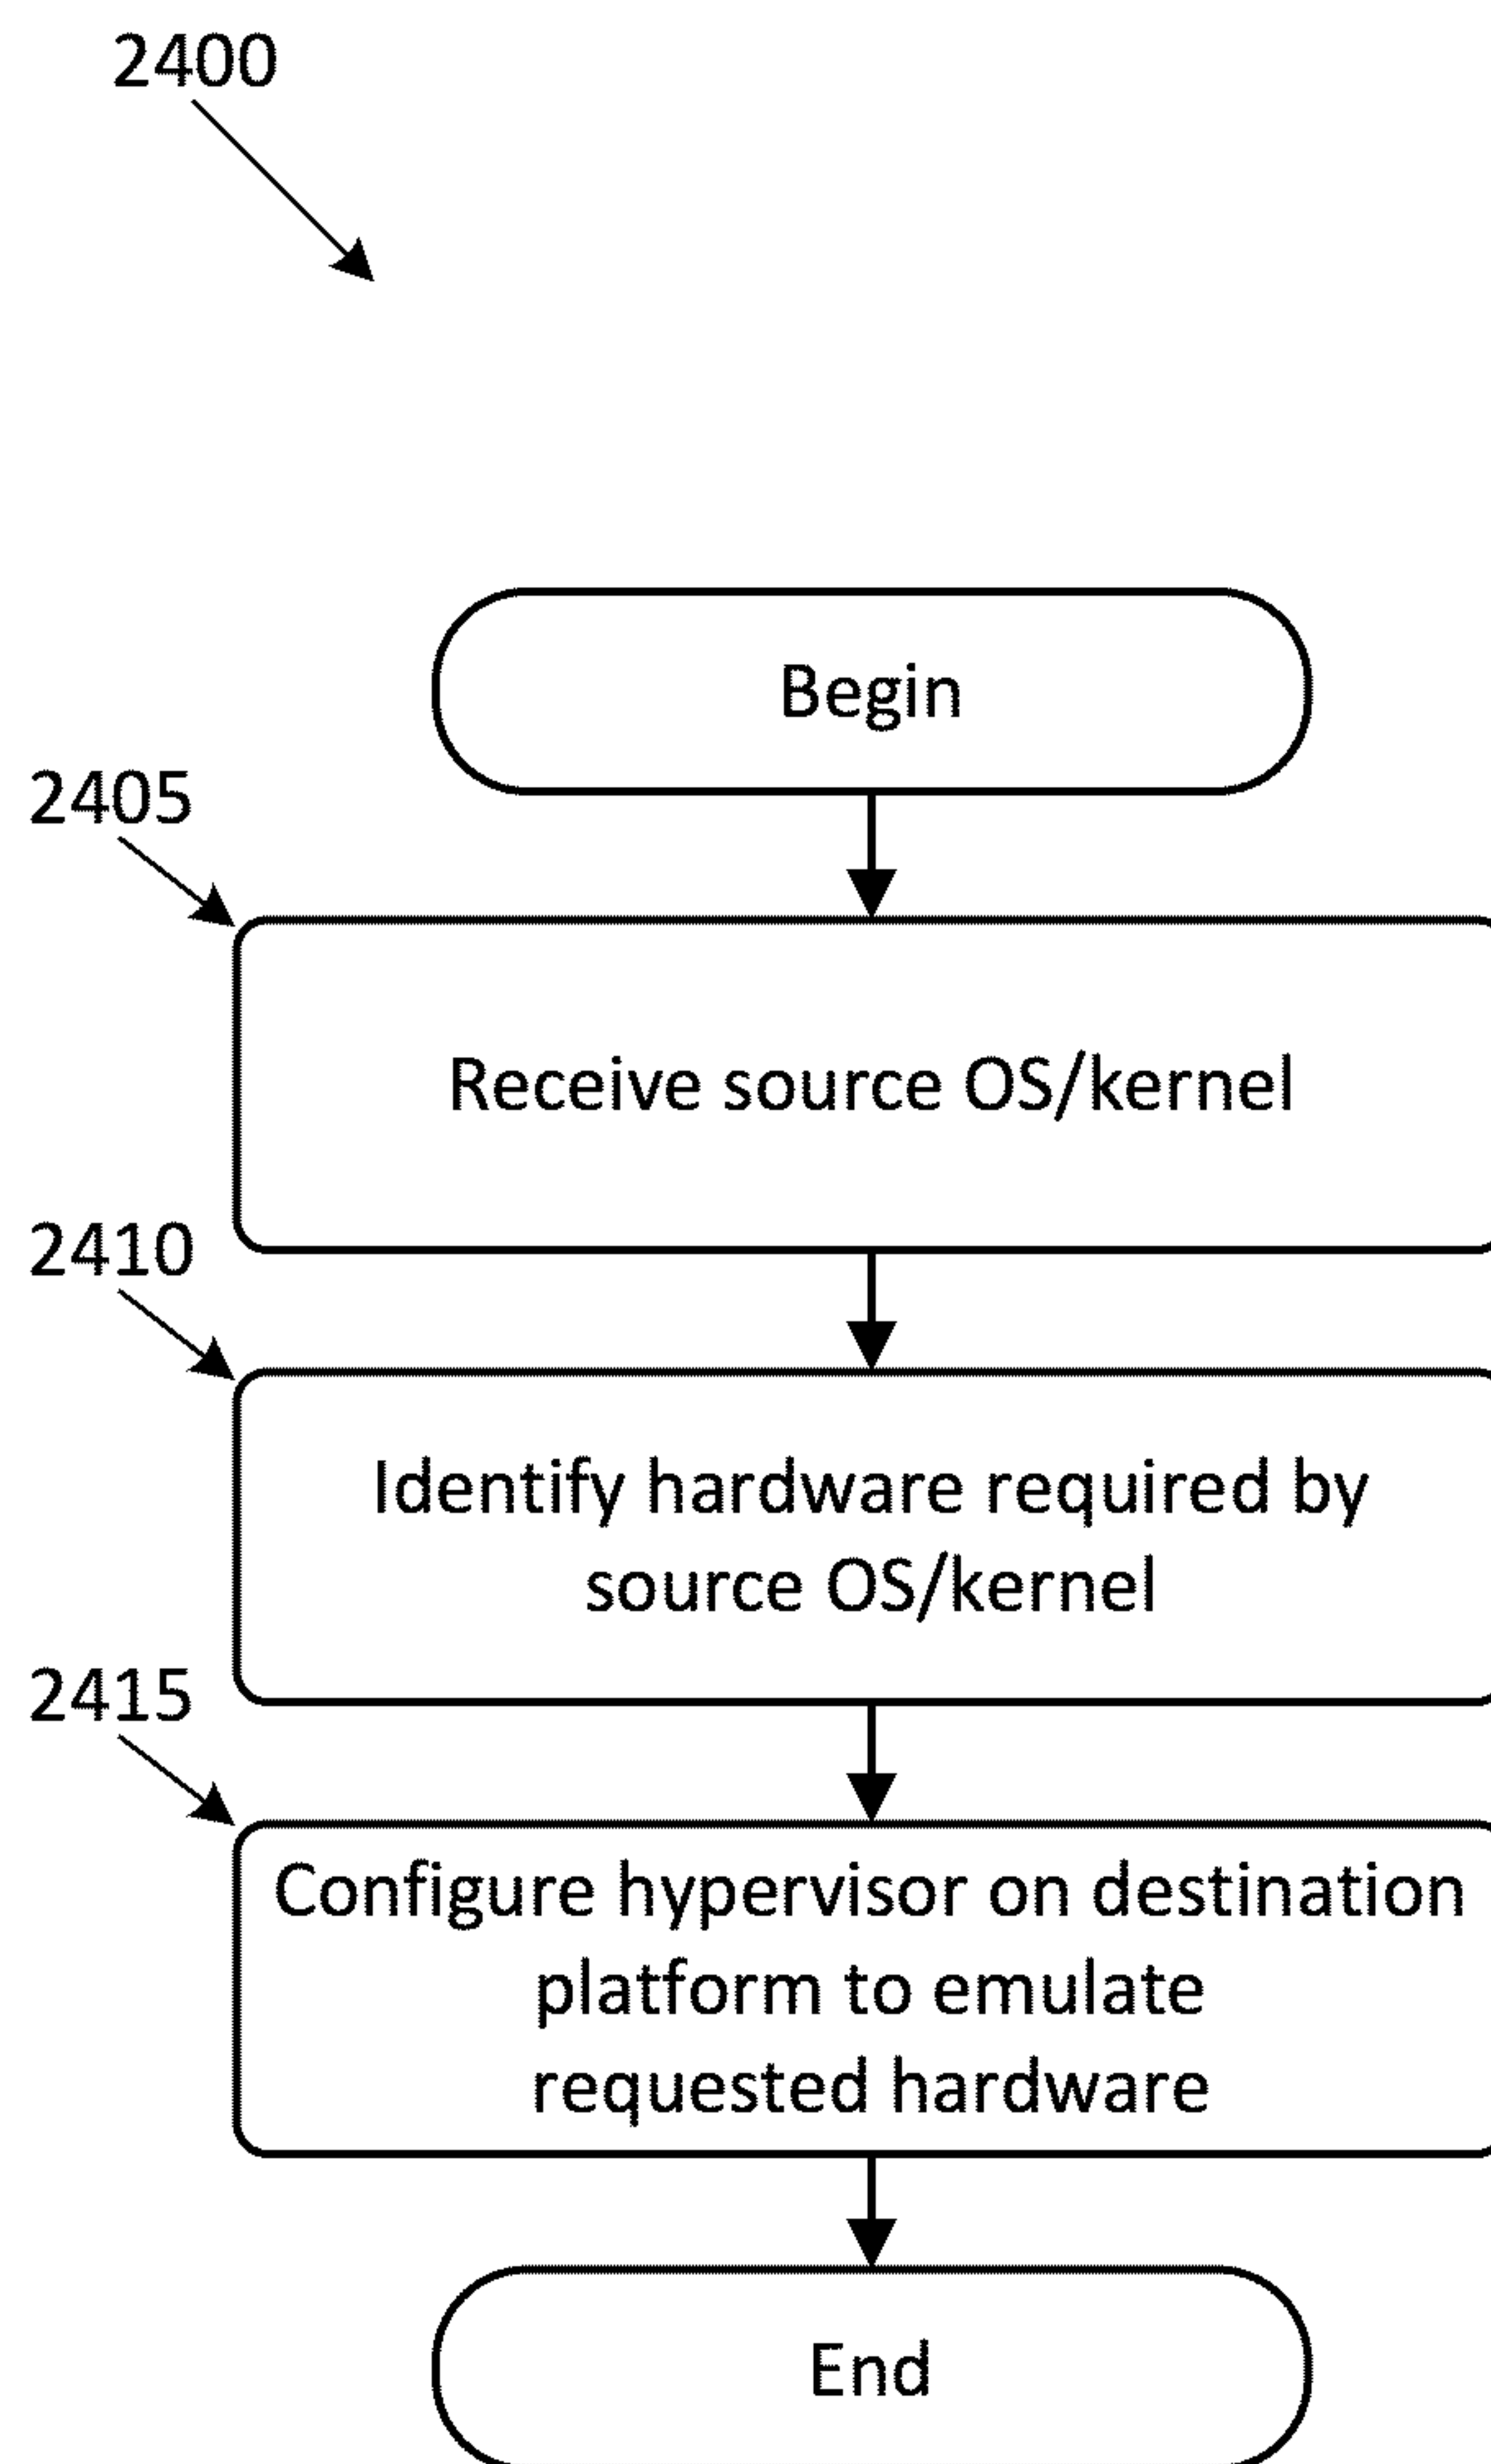 2400
Begin
2405
Receive source OS/kernel
2410
Identify hardware required by
source OS/kernel
2415
Configure hypervisor on destination
platform to emulate
requested hardware
End